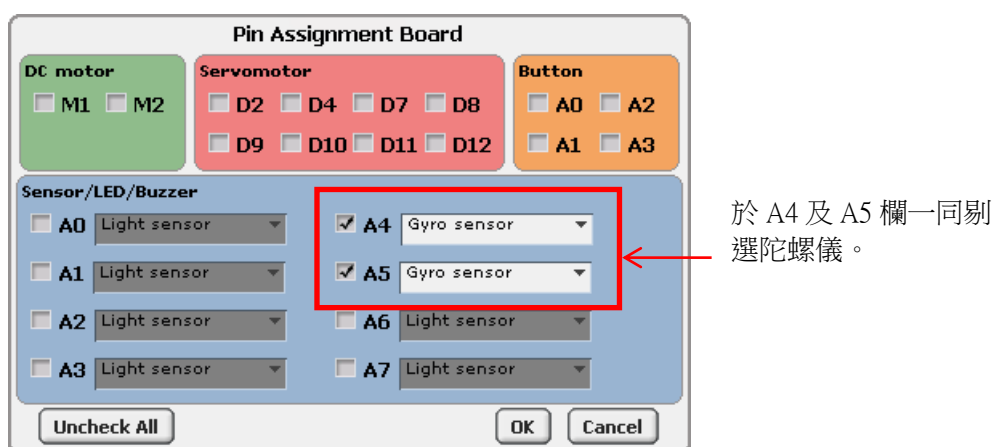 Pin Assignment Board
DC motor
M1 M2
Servomotor
D2 D4 D7 D8
D9 D10 D11 D12
Button
A0 A2
A1 A3
Sensor/LED/Buzzer
A0 Light sensor
A4 Gyro sensor
A1 Light sensor
A5 Gyro sensor
A2 Light sensor
A6 Light sensor
A3 Light sensor
A7 Light sensor
Uncheck All
OK
Cancel
於 A4 及 A5 欄一同剔
選陀螺儀。